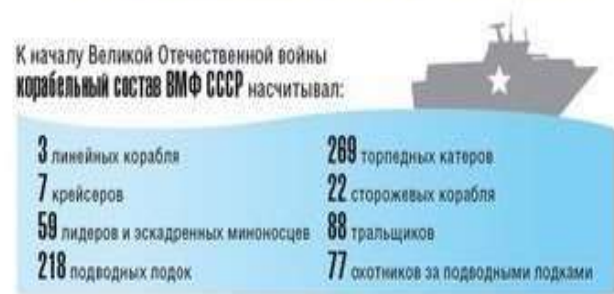 К началу Великой Отечественной войны
корабельный состав ВМФ СССР насчитывал:
3 линейных корабля
7 крейсеров
59 лидеров и эскадренных миноносцев
218 подводных лодок
269 торпедных катеров
22 сторожевых корабля
88 тральщиков
77 охотников за подводными лодками